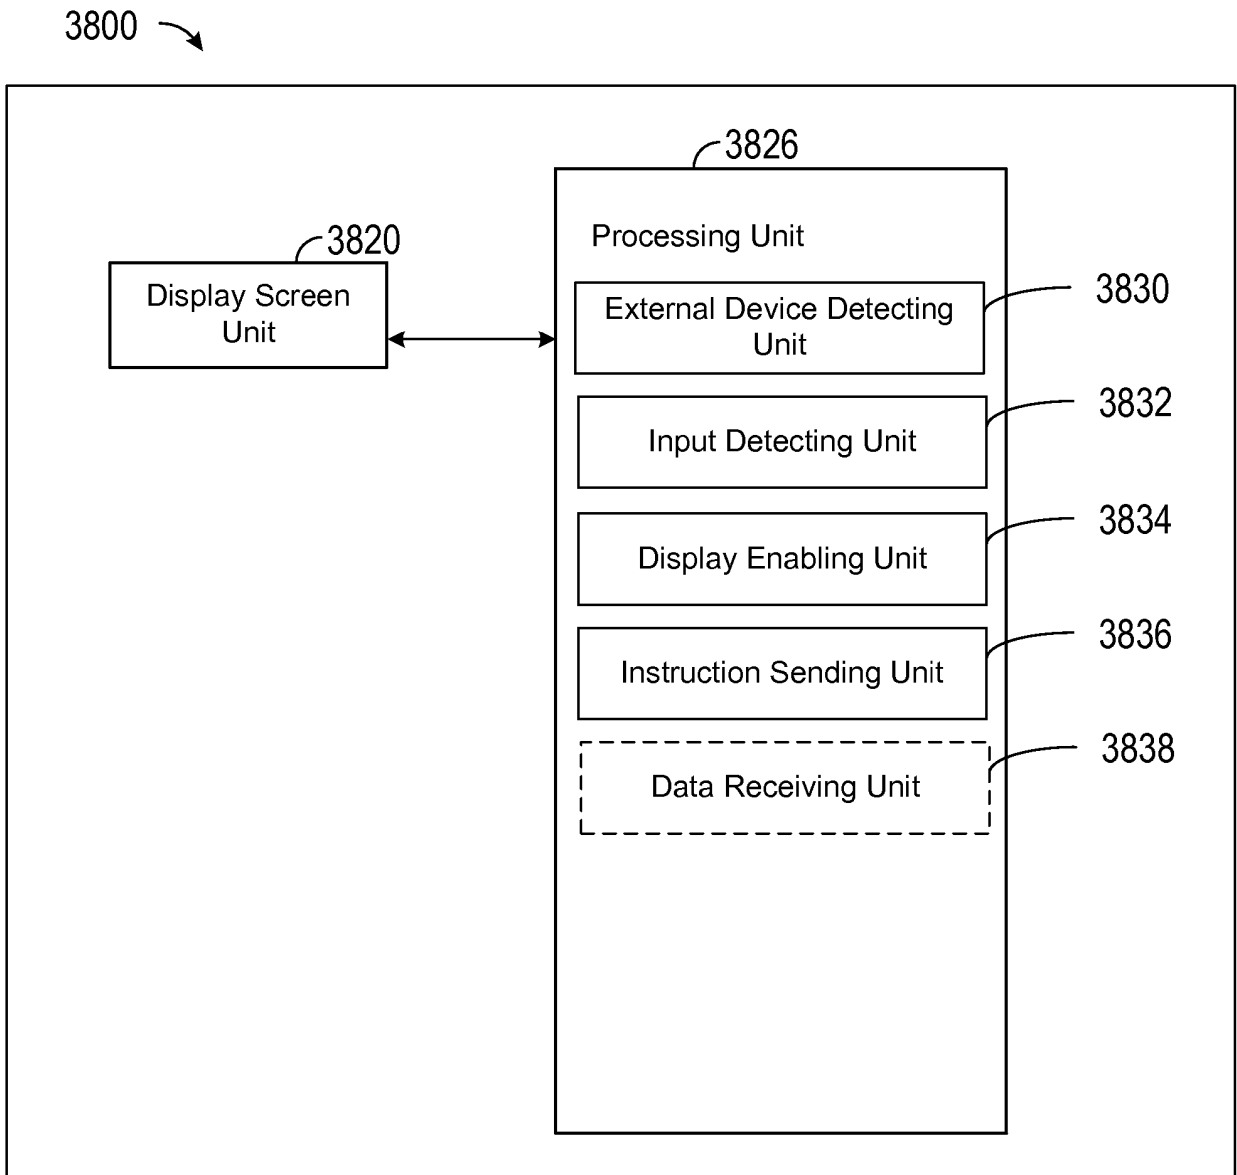 3800
3826
Processing Unit
3820
Display Screen
Unit
3830
External Device Detecting
Unit
3832
Input Detecting Unit
3834
Display Enabling Unit
3836
Instruction Sending Unit
3838
Data Receiving Unit